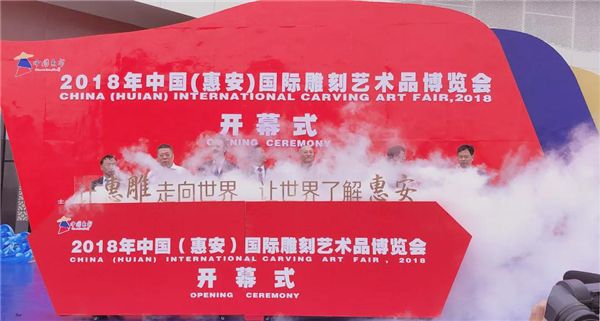 2018年中国(惠安)国际雕刻艺术品博览会
CHINA (HUIAN) INTERNATIONAL CARVING ART FAIR,2018
开幕式
OPENING CEREMONY
让惠雕走向世界 让世界了解惠安
2018年中国(惠安)国际雕刻艺术品博览会
CHINA (HUIAN) INTERNATIONAL CARVING ART FAIR , 2018
开幕式
OPENING CEREMONY